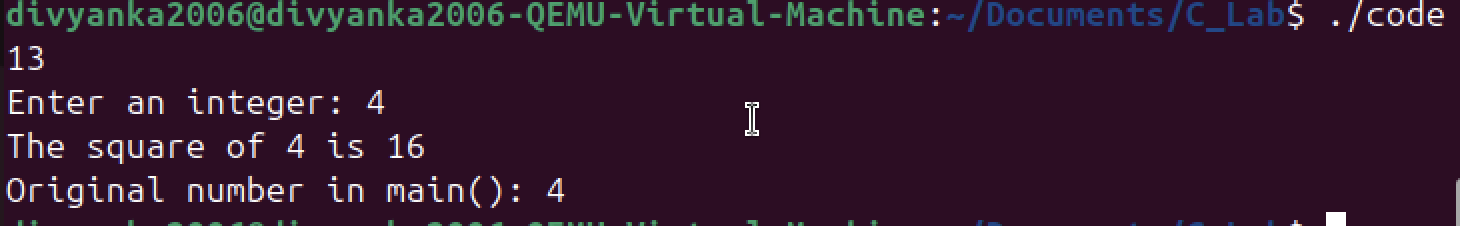 divyanka2006@divyanka2006-QEMU-Virtual-Machine:~/Documents/C_Lab$ ./code
13
Enter an integer: 4
The square of 4 is 16
Original number in main(): 4